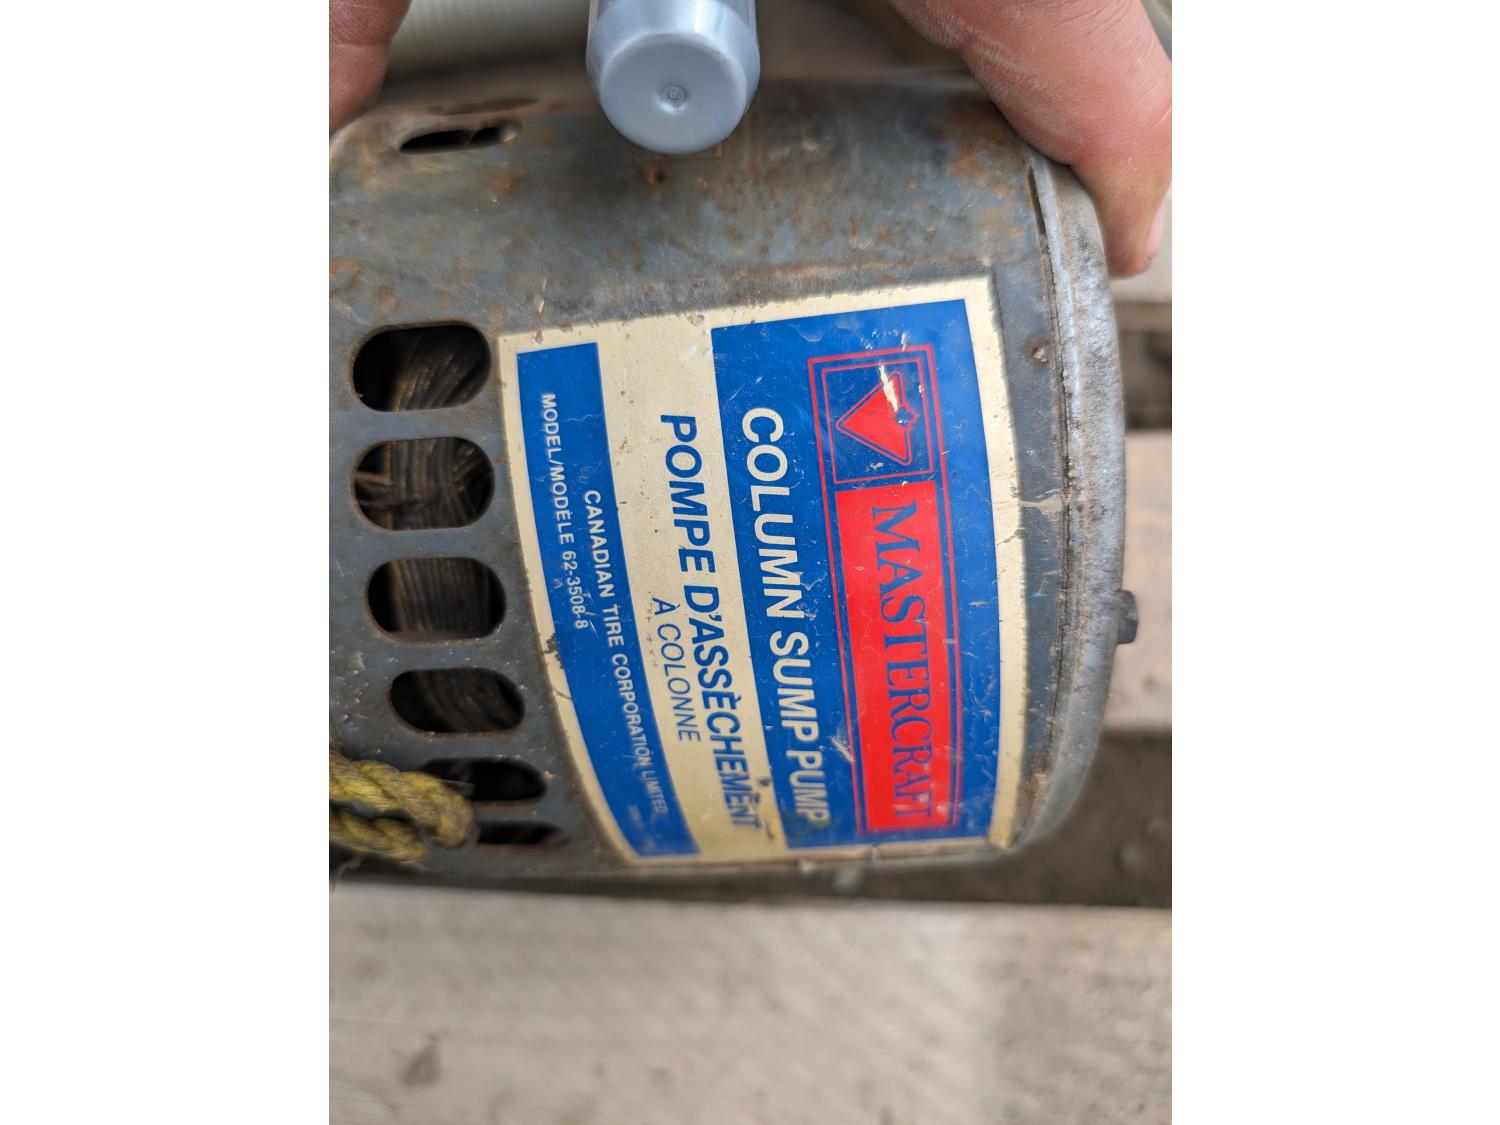 MASTERCRAFT
COLUMN SUMP PUMP
POMPE D'ASSÈCHEMENT
À COLONNE
CANADIAN TIRE CORPORATION LIMITED
MODEL/MODÈLE 62-3508-8